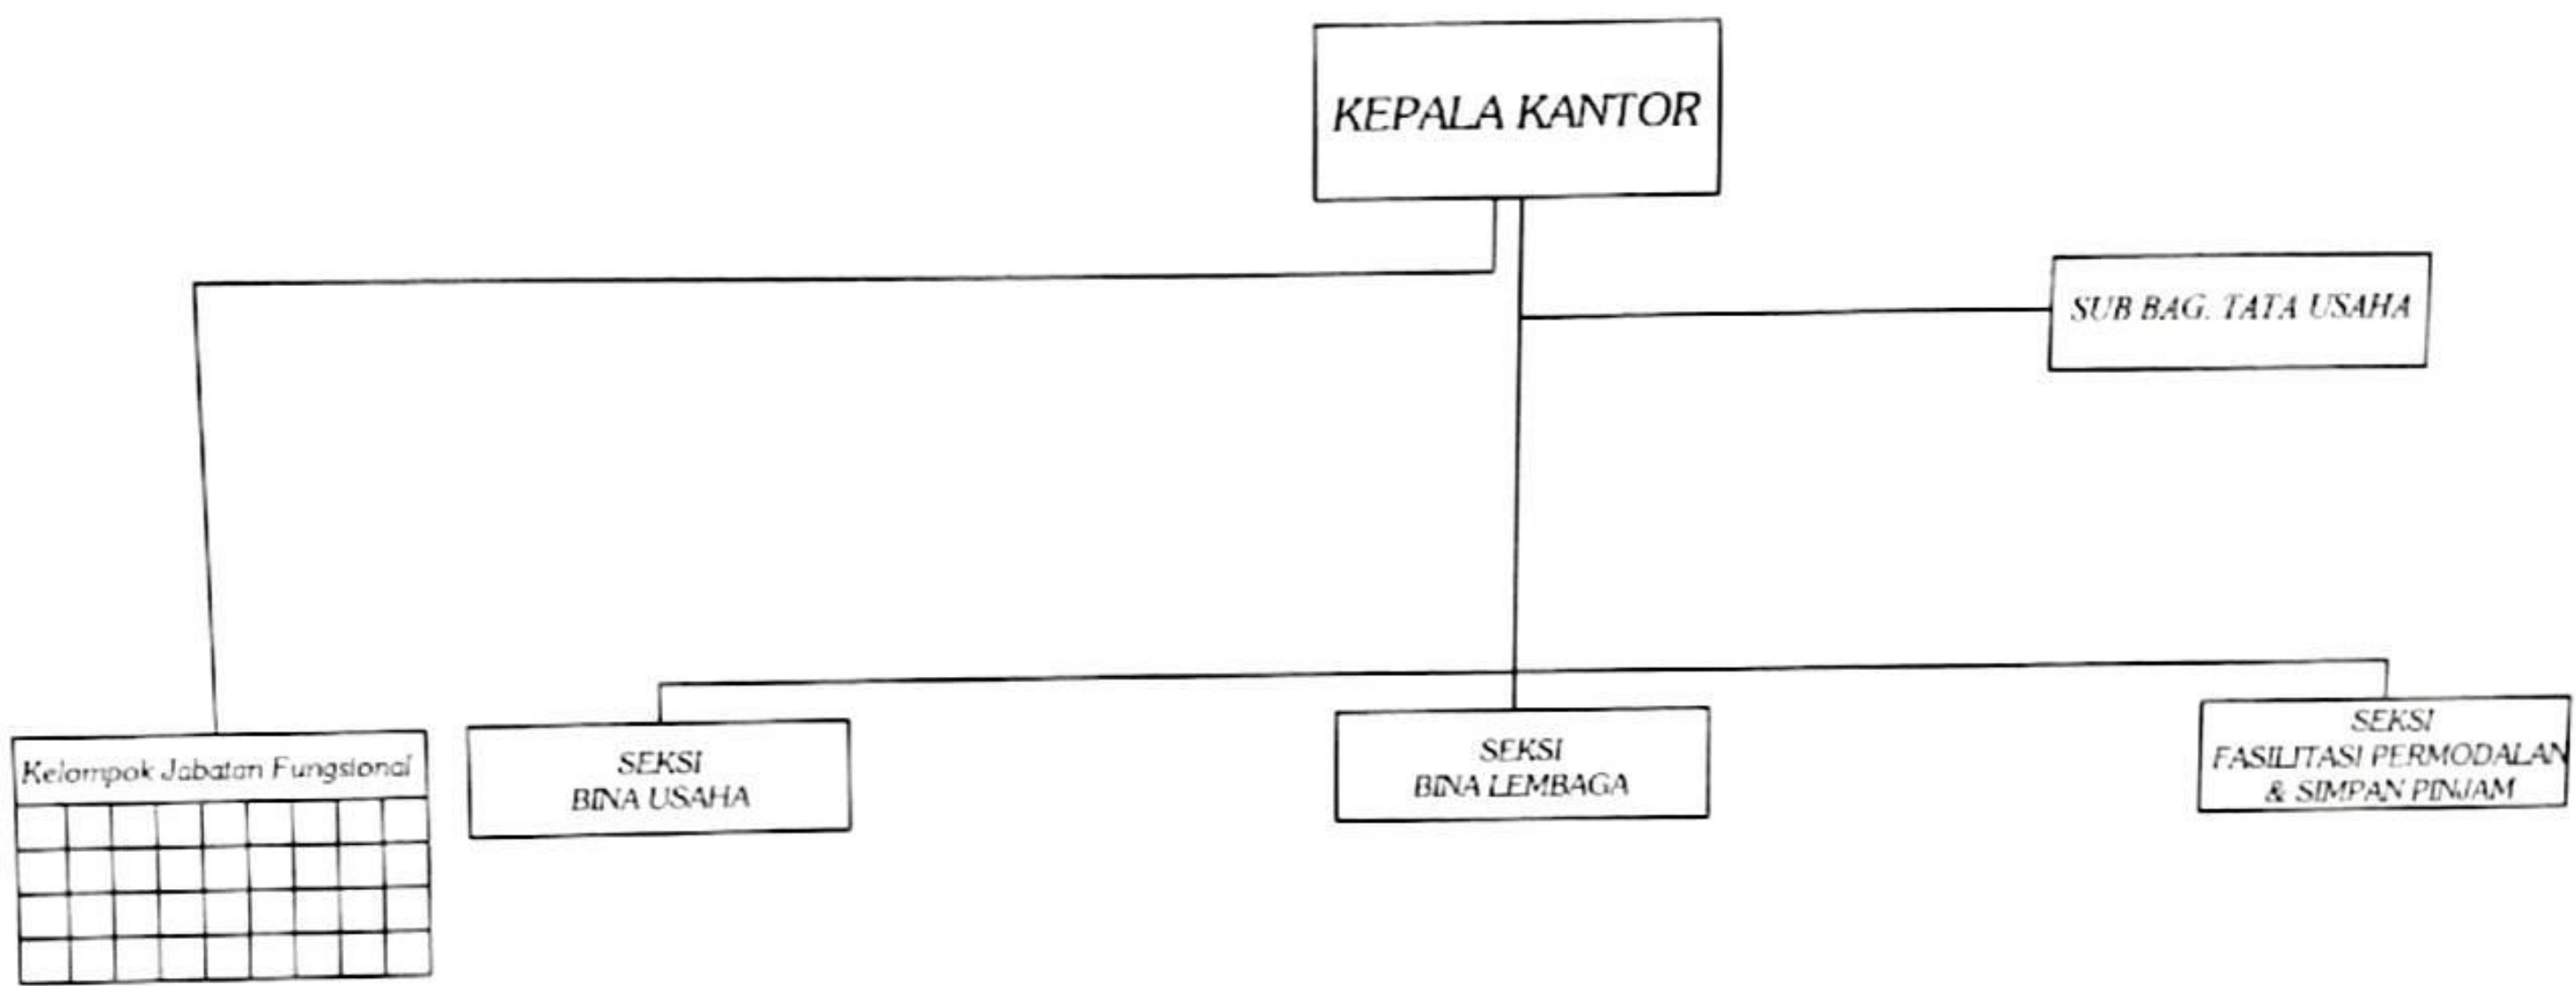 KEPALA KANTOR
SUB BAG. TATA USAHA
Kelompok Jabatan Fungsional
SEKSI
BINA USAHA
SEKSI
BINA LEMBAGA
SEKSI
FASILITASI PERMODALAN
& SIMPAN PINJAM